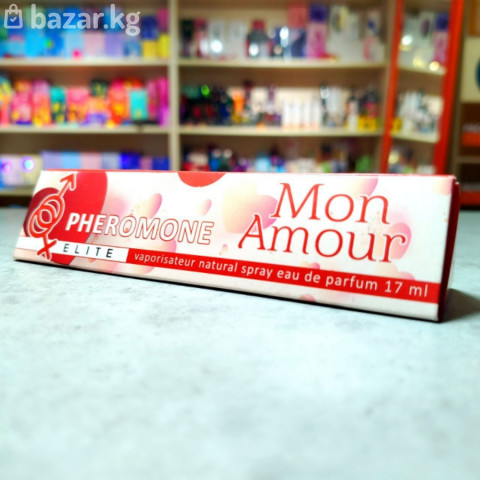 bazar.kg
PHEROMONE
ELITE
Mon
Amour
vaporisateur natural spray eau de parfum 17 ml